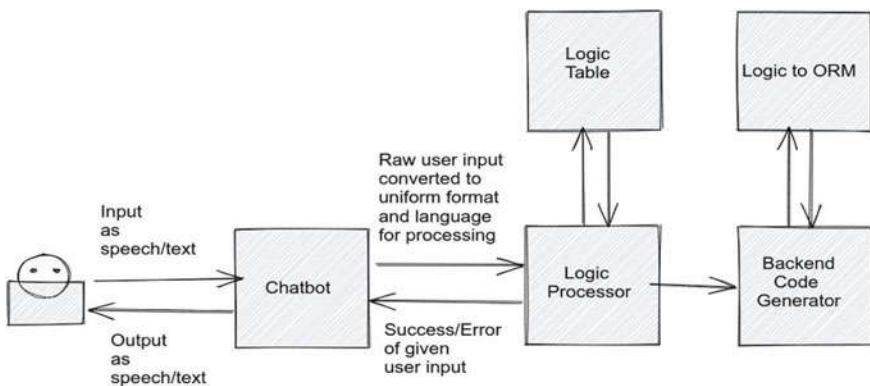 Input
as
speech/text
Output
as
speech/text
Chatbot
Raw user input
converted to
uniform format
and language
for processing
Success/Error
of given
user input
Logic
Table
Logic
Processor
Logic to ORM
Backend
Code
Generator